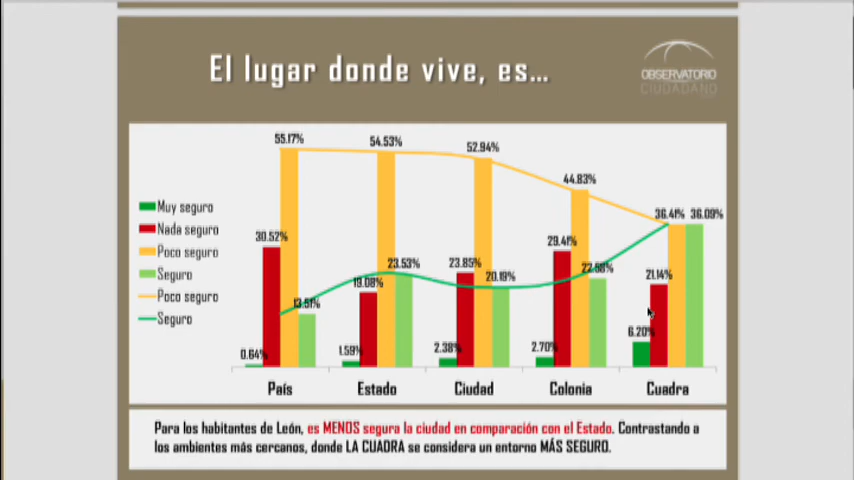 El lugar donde vive, es...
OBSERVATORIO
CIUDADANO
Muy seguro
Nada seguro
Poco seguro
Seguro
Poco seguro
Seguro
0.64% 30.52% 55.17% 13.51%
1.59% 19.08% 54.53% 23.53%
2.38% 23.85% 52.94% 20.19%
2.70% 29.41% 44.83% 22.58%
6.20% 21.14% 36.41% 36.09%
País Estado Ciudad Colonia Cuadra
Para los habitantes de León, es MENOS segura la ciudad en comparación con el Estado. Contrastando a
los ambientes más cercanos, donde LA CUADRA se considera un entorno MÁS SEGURO.